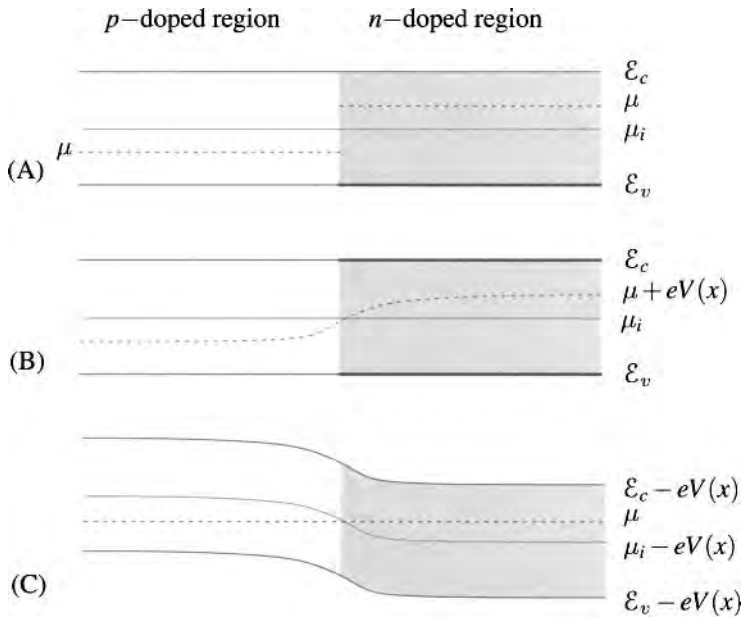 p−doped region n−doped region
ℰc
μ
μi
μ
(A)
ℰv
ℰc
μ+eV(x)
μi
(B)
ℰv
ℰc−eV(x)
μ
μi−eV(x)
(C)
ℰv−eV(x)